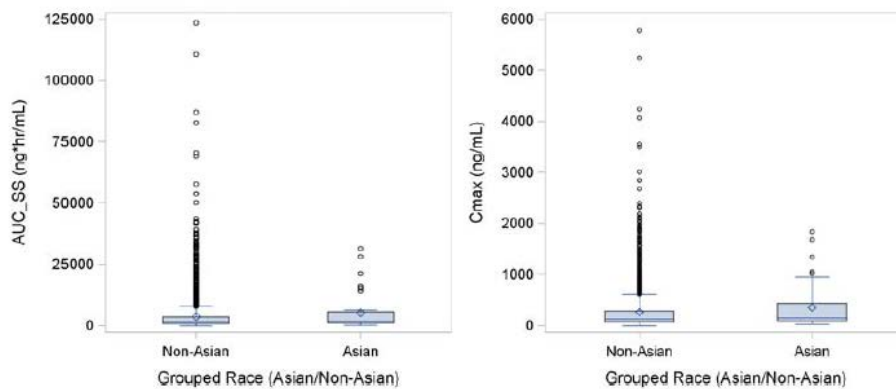 AUC_SS (ng*hr/mL)
125000
100000
75000
50000
25000
0
Non-Asian Asian
Grouped Race (Asian/Non-Asian)
Cmax (ng/mL)
6000
5000
4000
3000
2000
1000
0
Non-Asian Asian
Grouped Race (Asian/Non-Asian)